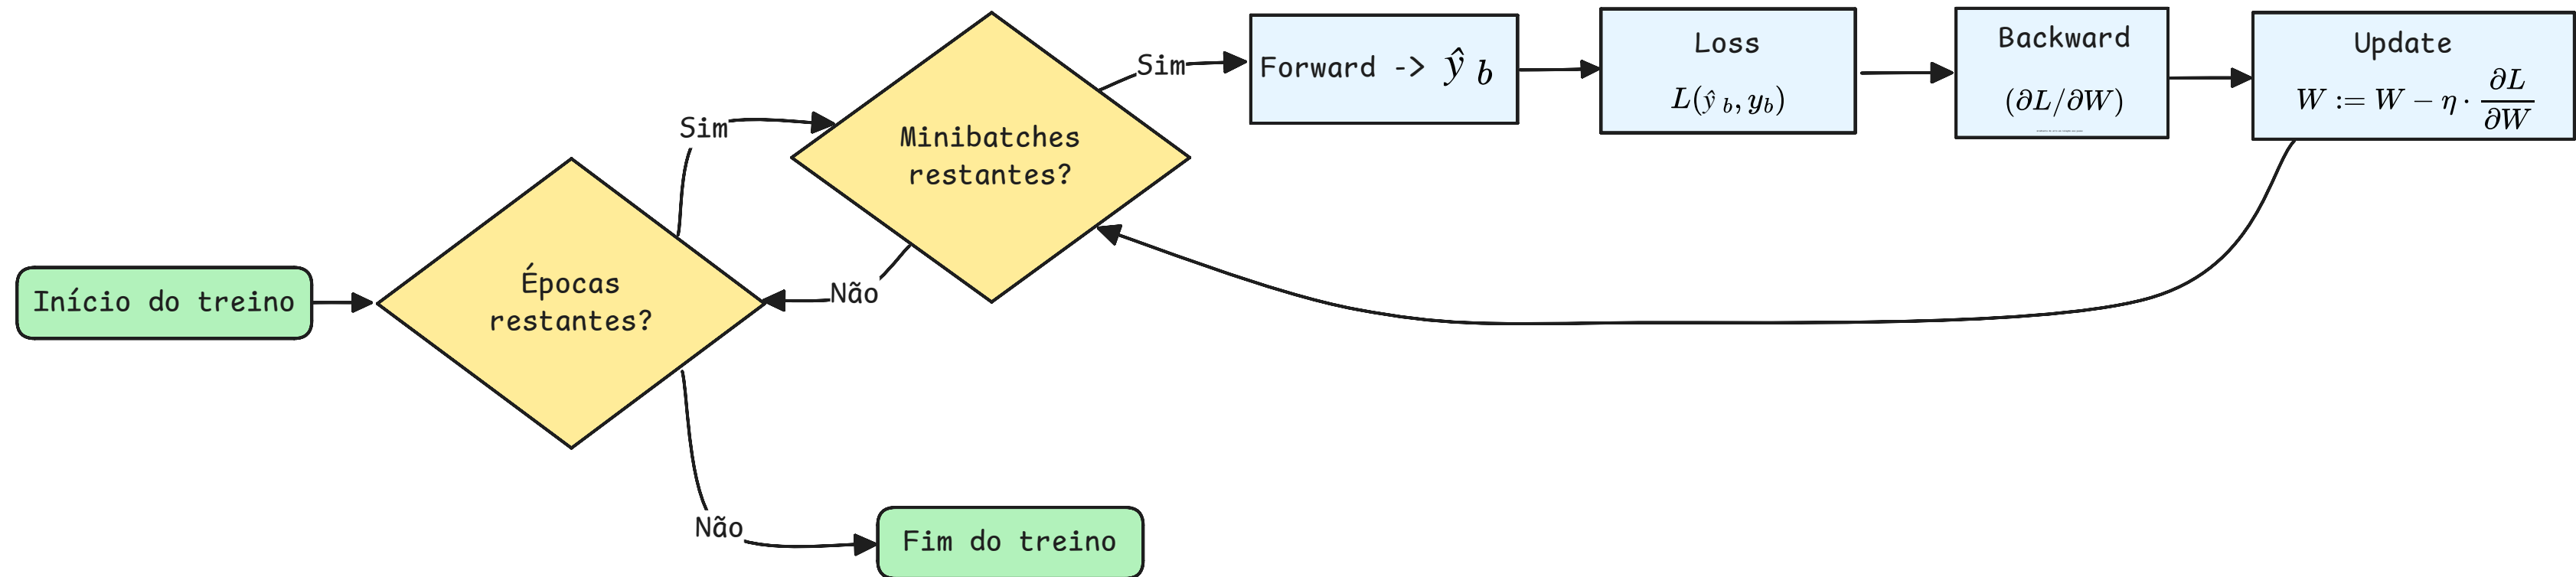 Início do treino
Épocas
restantes?
Sim
Não
Minibatches
restantes?
Sim
Não
Forward -> ŷ b
Loss
L(ŷ b, y_b)
Backward
(∂L/∂W)
Update
W := W − η · ∂L/∂W
Fim do treino